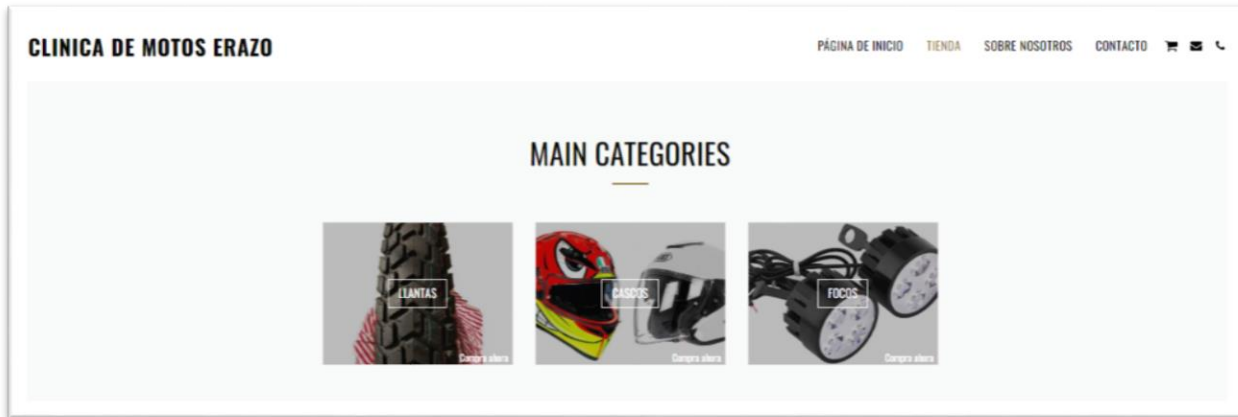 CLINICA DE MOTOS ERAZO
PÁGINA DE INICIO TIENDA SOBRE NOSOTROS CONTACTO
MAIN CATEGORIES
LLANTAS
Compra ahora
CASCOS
Compra ahora
FOCOS
Compra ahora